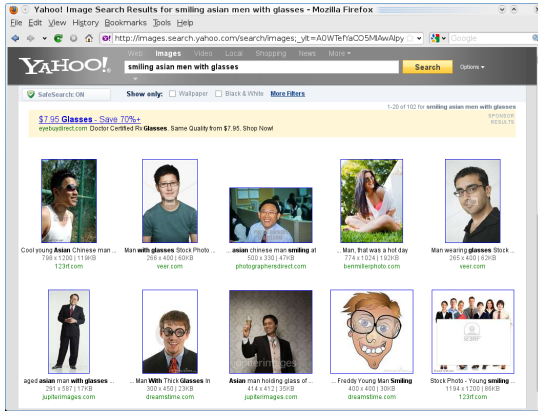 Yahoo! Image Search Results for smiling asian men with glasses - Mozilla Firefox
File Edit View History Bookmarks Tools Help
http://images.search.yahoo.com/search/images;_ylt=A0WTefYaCO5MlAwAlpy
Google
Web Images Video Local Shopping News More
YAHOO!
smiling asian men with glasses
Search
Options
SafeSearch: ON
Show only: Wallpaper Black & White More Filters
1-20 of 102 for smiling asian men with glasses
$7.95 Glasses - Save 70%+
SPONSOR RESULTS
eyebuydirect.com Doctor Certified Rx Glasses. Same Quality from $7.95. Shop Now!
Cool young Asian Chinese man ...
798 x 1200 | 119KB
123rf.com
Man with glasses Stock Photo ...
266 x 400 | 60KB
veer.com
... asian chinese man smiling at
500 x 330 | 47KB
photographersdirect.com
... Man, that was a hot day
774 x 1024 | 192KB
benmillerphoto.com
Man wearing glasses Stock...
265 x 400 | 62KB
veer.com
aged asian man with glasses ...
291 x 587 | 17KB
jupiterimages.com
... Man With Thick Glasses In
300 x 450 | 23KB
dreamstime.com
jupiterimages
Asian man holding glass of ...
414 x 412 | 35KB
jupiterimages.com
... Freddy Young Man Smiling
400 x 400 | 30KB
dreamstime.com
Stock Photo - Young smiling ...
1194 x 1200 | 86KB
123rf.com